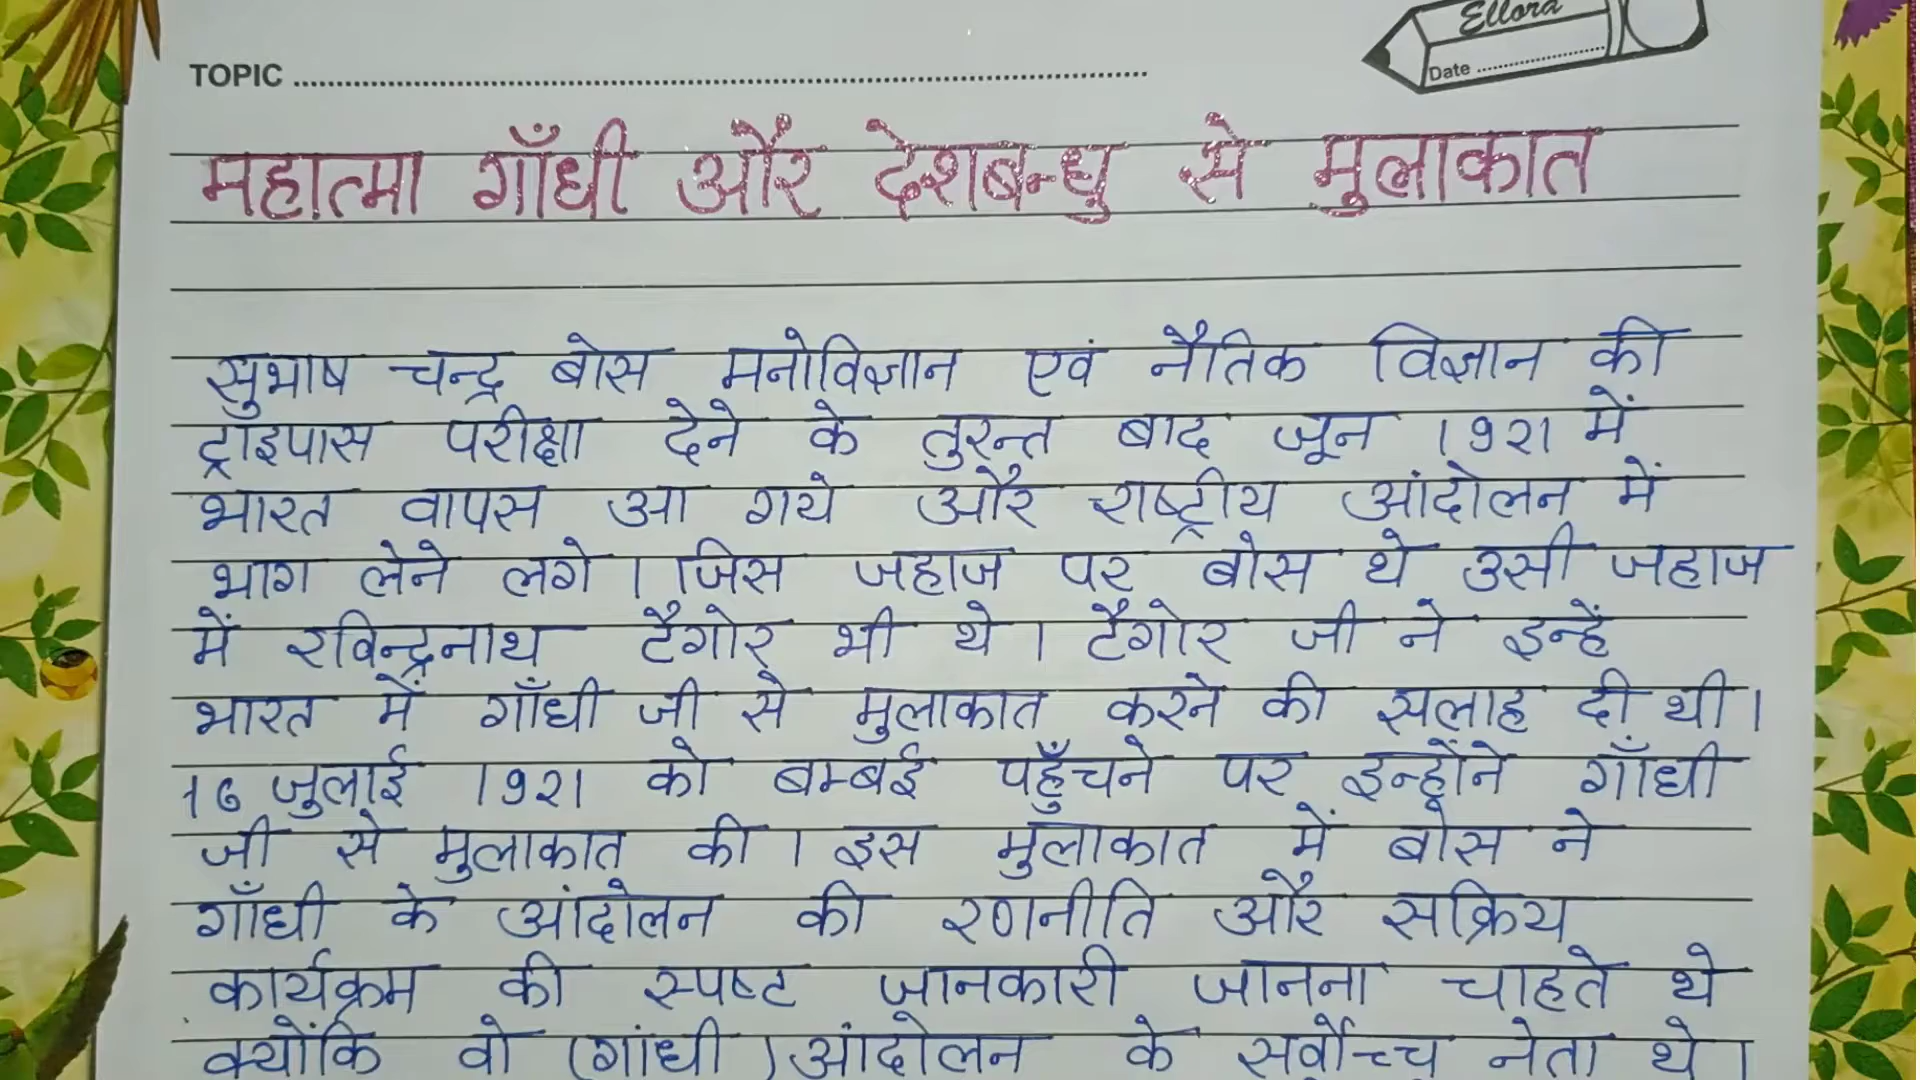 Ellora
TOPIC
Date
महात्मा गाँधी और देशबन्धु से मुलाकात
सुभाष चन्द्र बोस मनोविज्ञान एवं नैतिक विज्ञान की
ट्राइपास परीक्षा देने के तुरन्त बाद जून 1921 में
भारत वापस आ गये और राष्ट्रीय आंदोलन में
भाग लेने लगे। जिस जहाज पर बोस थे उसी जहाज
में रविन्द्रनाथ टैगोर भी थे। टैगोर जी ने इन्हें
भारत में गाँधी जी से मुलाकात करने की सलाह दी थी।
16 जुलाई 1921 को बम्बई पहुँचने पर इन्होंने गाँधी
जी से मुलाकात की। इस मुलाकात में बोस ने
गाँधी के आंदोलन की रणनीति और सक्रिय
कार्यक्रम की स्पष्ट जानकारी जानना चाहते थे
क्योंकि वो (गांधी) आंदोलन के सर्वोच्च नेता थे।